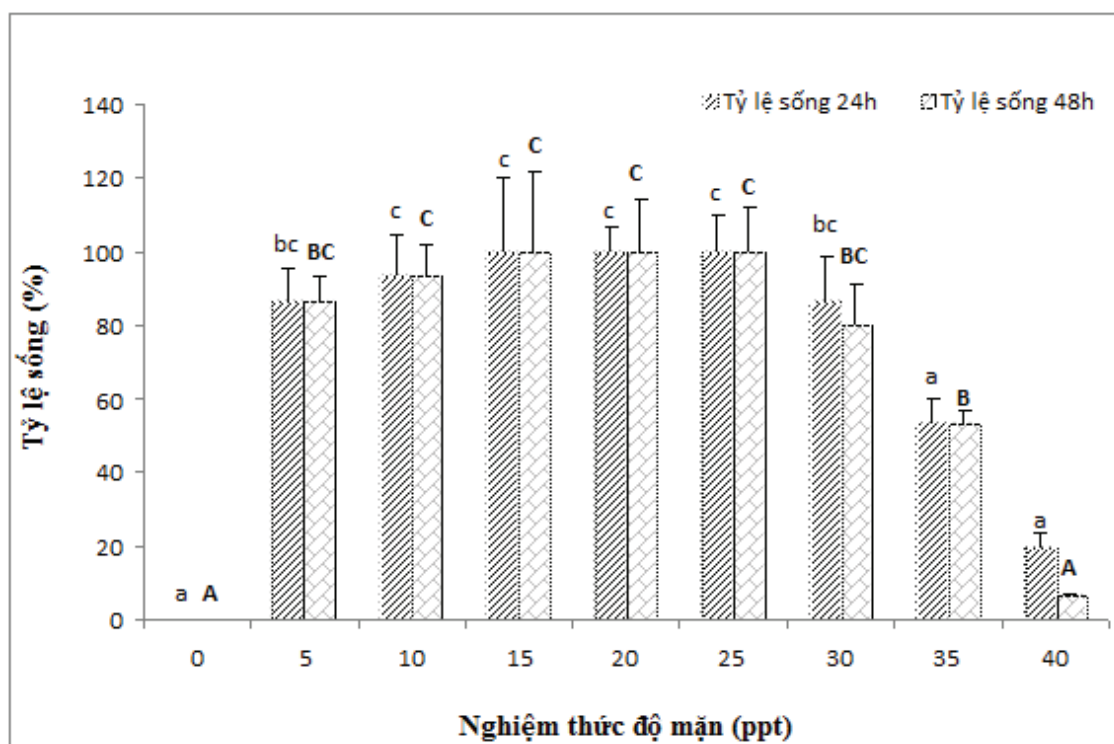 Tỷ lệ sống 24h Tỷ lệ sống 48h
Tỷ lệ sống (%)
140
120
100
80
60
40
20
0
a A
bc BC
c C
c C
c C
c C
bc BC
a B
a A
0 5 10 15 20 25 30 35 40
Nghiệm thức độ mặn (ppt)